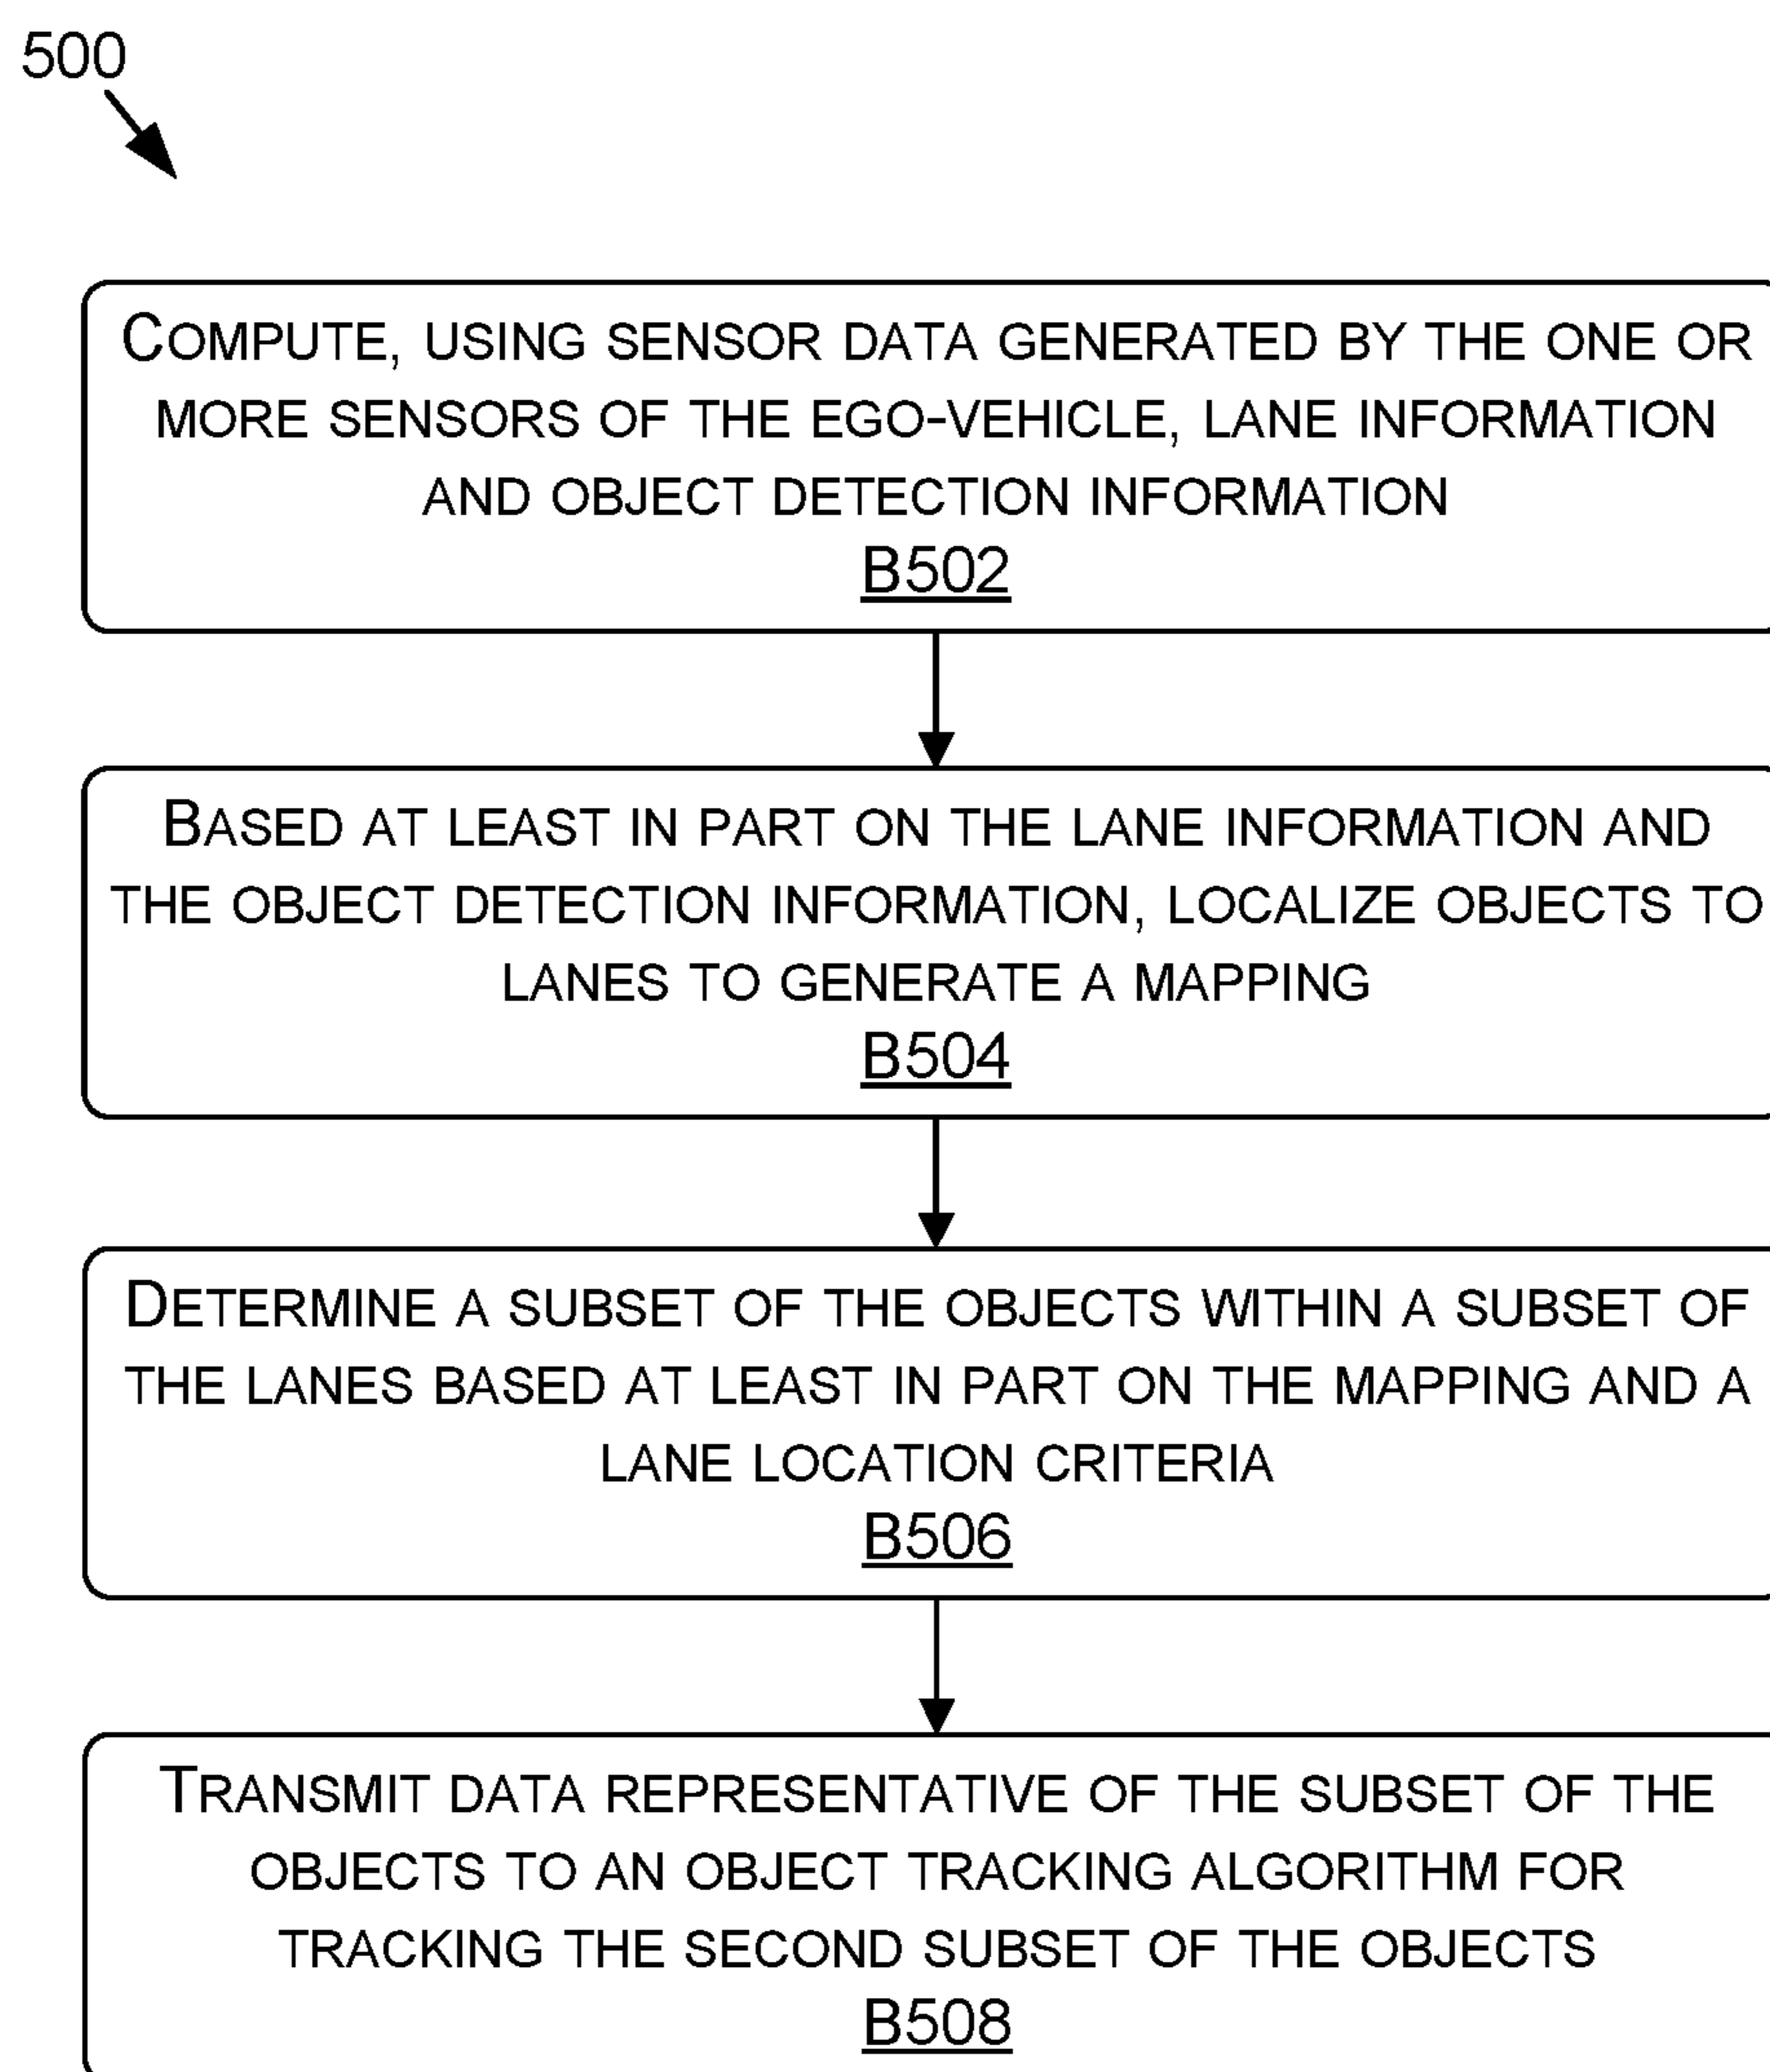 500
COMPUTE, USING SENSOR DATA GENERATED BY THE ONE OR
MORE SENSORS OF THE EGO-VEHICLE, LANE INFORMATION
AND OBJECT DETECTION INFORMATION
B502
BASED AT LEAST IN PART ON THE LANE INFORMATION AND
THE OBJECT DETECTION INFORMATION, LOCALIZE OBJECTS TO
LANES TO GENERATE A MAPPING
B504
DETERMINE A SUBSET OF THE OBJECTS WITHIN A SUBSET OF
THE LANES BASED AT LEAST IN PART ON THE MAPPING AND A
LANE LOCATION CRITERIA
B506
TRANSMIT DATA REPRESENTATIVE OF THE SUBSET OF THE
OBJECTS TO AN OBJECT TRACKING ALGORITHM FOR
TRACKING THE SECOND SUBSET OF THE OBJECTS
B508